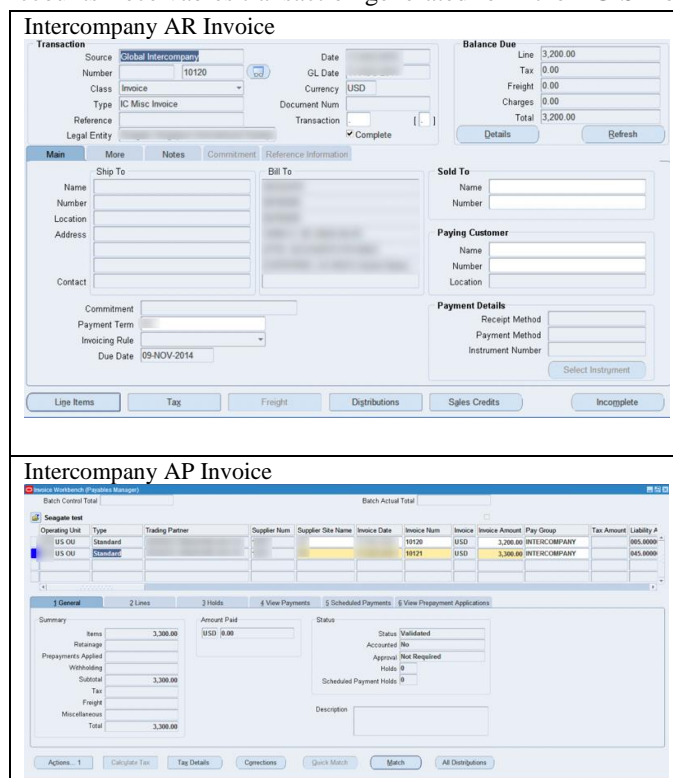 Intercompany AR Invoice
Transaction
Source Global Intercompany
Number 10120
Class Invoice
Type IC Misc Invoice
Reference
Legal Entity
Date
GL Date
Currency USD
Document Num
Transaction . [ . ]
Complete
Balance Due
Line 3,200.00
Tax 0.00
Freight 0.00
Charges 0.00
Total 3,200.00
Details Refresh
Main More Notes Commitment Reference Information
Ship To
Name
Number
Location
Address
Contact
Bill To
Sold To
Name
Number
Paying Customer
Name
Number
Location
Commitment
Payment Term
Invoicing Rule
Due Date 09-NOV-2014
Payment Details
Receipt Method
Payment Method
Instrument Number
Select Instrument
Line Items Tax Freight Distributions Sales Credits Incomplete
Intercompany AP Invoice
Invoice Workbench (Payables Manager)
Batch Control Total Batch Actual Total
Seagate test
Operating Unit Type Trading Partner Supplier Num Supplier Site Name Invoice Date Invoice Num Invoice Invoice Amount Pay Group Tax Amount Liability A
US OU Standard 10120 USD 3,200.00 INTERCOMPANY 005.0000
US OU Standard 10121 USD 3,300.00 INTERCOMPANY 045.0000
1 General 2 Lines 3 Holds 4 View Payments 5 Scheduled Payments 6 View Prepayment Applications
Summary
Items 3,300.00
Retainage
Prepayments Applied
Withholding
Subtotal 3,300.00
Tax
Freight
Miscellaneous
Total 3,300.00
Amount Paid
USD 0.00
Status
Status Validated
Accounted No
Approval Not Required
Holds 0
Scheduled Payment Holds 0
Description
Actions... 1 Calculate Tax Tax Details Corrections Quick Match Match All Distributions